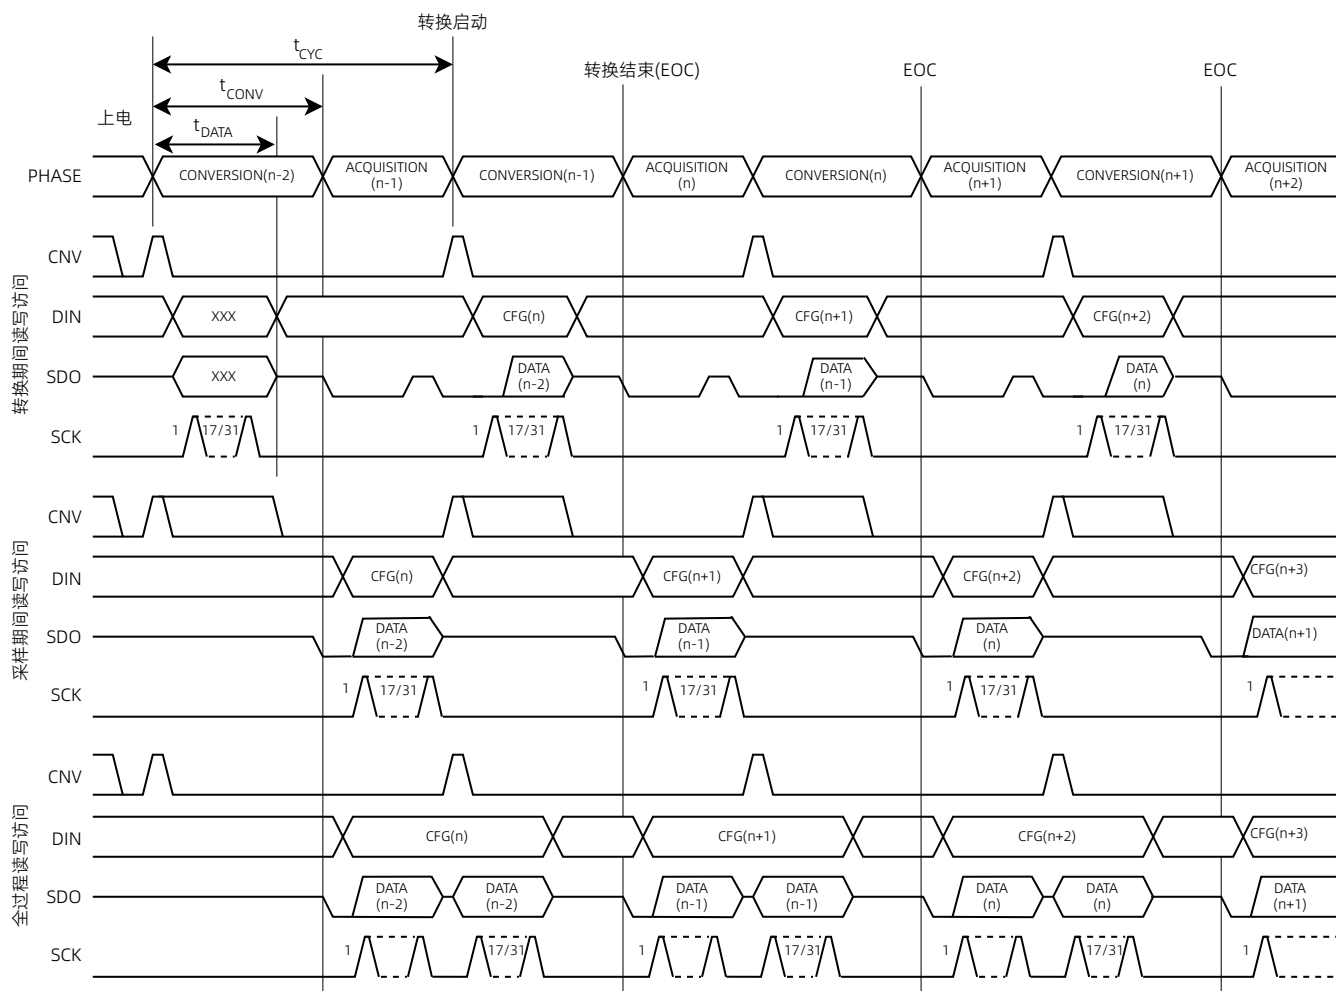 转换启动
tCYC
转换结束(EOC)
EOC
EOC
tCONV
上电
tDATA
PHASE
CONVERSION(n-2)
ACQUISITION
(n-1)
CONVERSION(n-1)
ACQUISITION
(n)
CONVERSION(n)
ACQUISITION
(n+1)
CONVERSION(n+1)
ACQUISITION
(n+2)
转换期间读写访问
CNV
DIN
XXX
CFG(n)
CFG(n+1)
CFG(n+2)
SDO
XXX
DATA
(n-2)
DATA
(n-1)
DATA
(n)
SCK
1 17/31
1 17/31
1 17/31
1 17/31
采样期间读写访问
CNV
DIN
CFG(n)
CFG(n+1)
CFG(n+2)
CFG(n+3)
SDO
DATA
(n-2)
DATA
(n-1)
DATA
(n)
DATA(n+1)
SCK
1 17/31
1 17/31
1 17/31
1
全过程读写访问
CNV
DIN
CFG(n)
CFG(n+1)
CFG(n+2)
CFG(n+3)
SDO
DATA
(n-2)
DATA
(n-2)
DATA
(n-1)
DATA
(n-1)
DATA
(n)
DATA
(n)
DATA
(n+1)
SCK
1 17/31
1 17/31
1 17/31
1